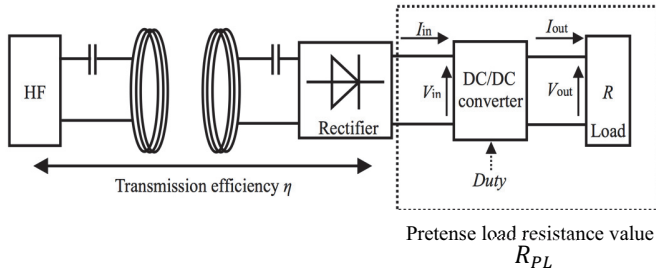 HF
Rectifier
I_in
V_in
DC/DC
converter
Duty
I_out
V_out
R
Load
Transmission efficiency η
Pretense load resistance value
R_PL